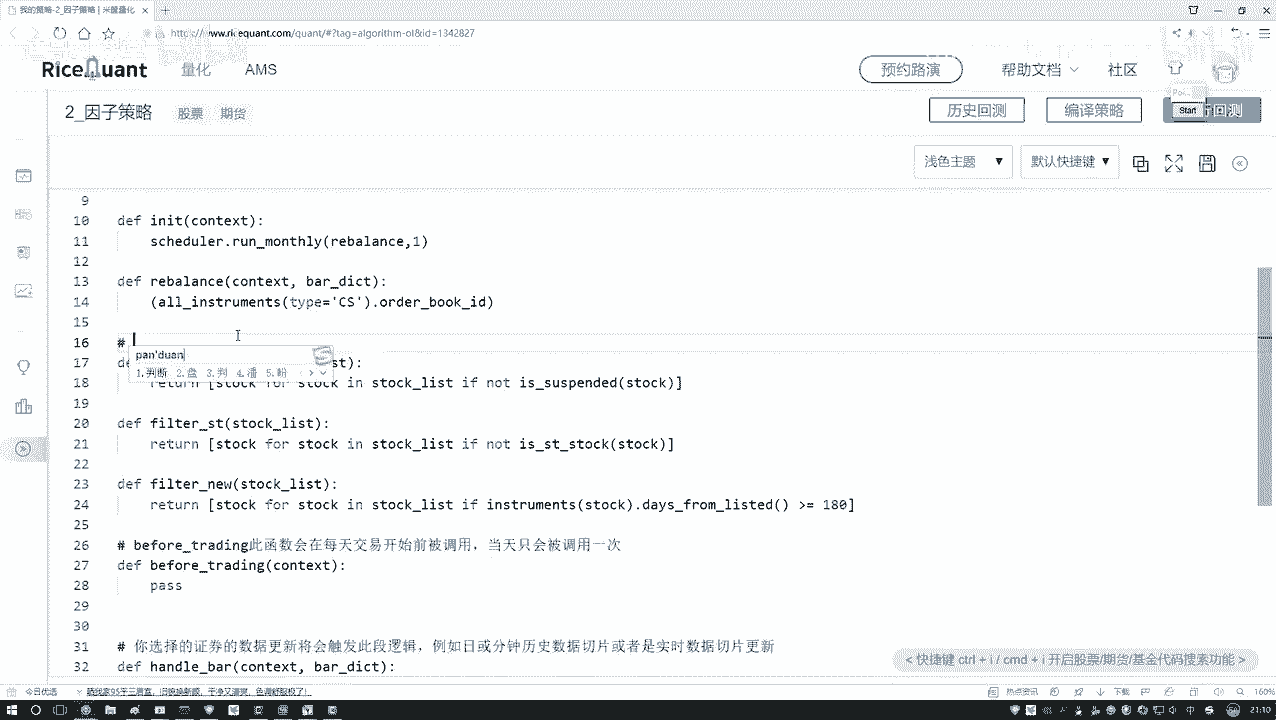 我的策略-2_因子策略 | 米筐量化
www.ricequant.com/quant/#?tag=algorithm-ol&id=1342827
RiceQuant 量化 AMS 预约路演 帮助文档 社区
2_因子策略 股票 期货 历史回测 编译策略 回测
Start
浅色主题 默认快捷键
9
10 def init(context):
11 scheduler.run_monthly(rebalance,1)
12
13 def rebalance(context, bar_dict):
14 (all_instruments(type='CS').order_book_id)
15
16 #
pan'duan
1.判断 2.盘 3.判 4.潘 5.盼
17 st):
18 return [stock for stock in stock_list if not is_suspended(stock)]
19
20 def filter_st(stock_list):
21 return [stock for stock in stock_list if not is_st_stock(stock)]
22
23 def filter_new(stock_list):
24 return [stock for stock in stock_list if instruments(stock).days_from_listed() >= 180]
25
26 # before_trading此函数会在每天交易开始前被调用，当天只会被调用一次
27 def before_trading(context):
28 pass
29
30
31 # 你选择的证券的数据更新将会触发此段逻辑，例如日或分钟历史数据切片或者是实时数据切片更新
32 def handle_bar(context, bar_dict):
开启股票/期货/基金代码搜索功能 >
今日优选 热点资讯 下载 160%
中 21:10